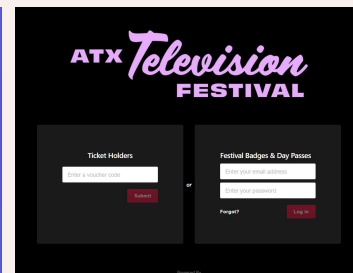 ATX Television
FESTIVAL
Ticket Holders
Enter a voucher code
Submit
or
Festival Badges & Day Passes
Enter your email address
Enter your password
Forgot?
Log In